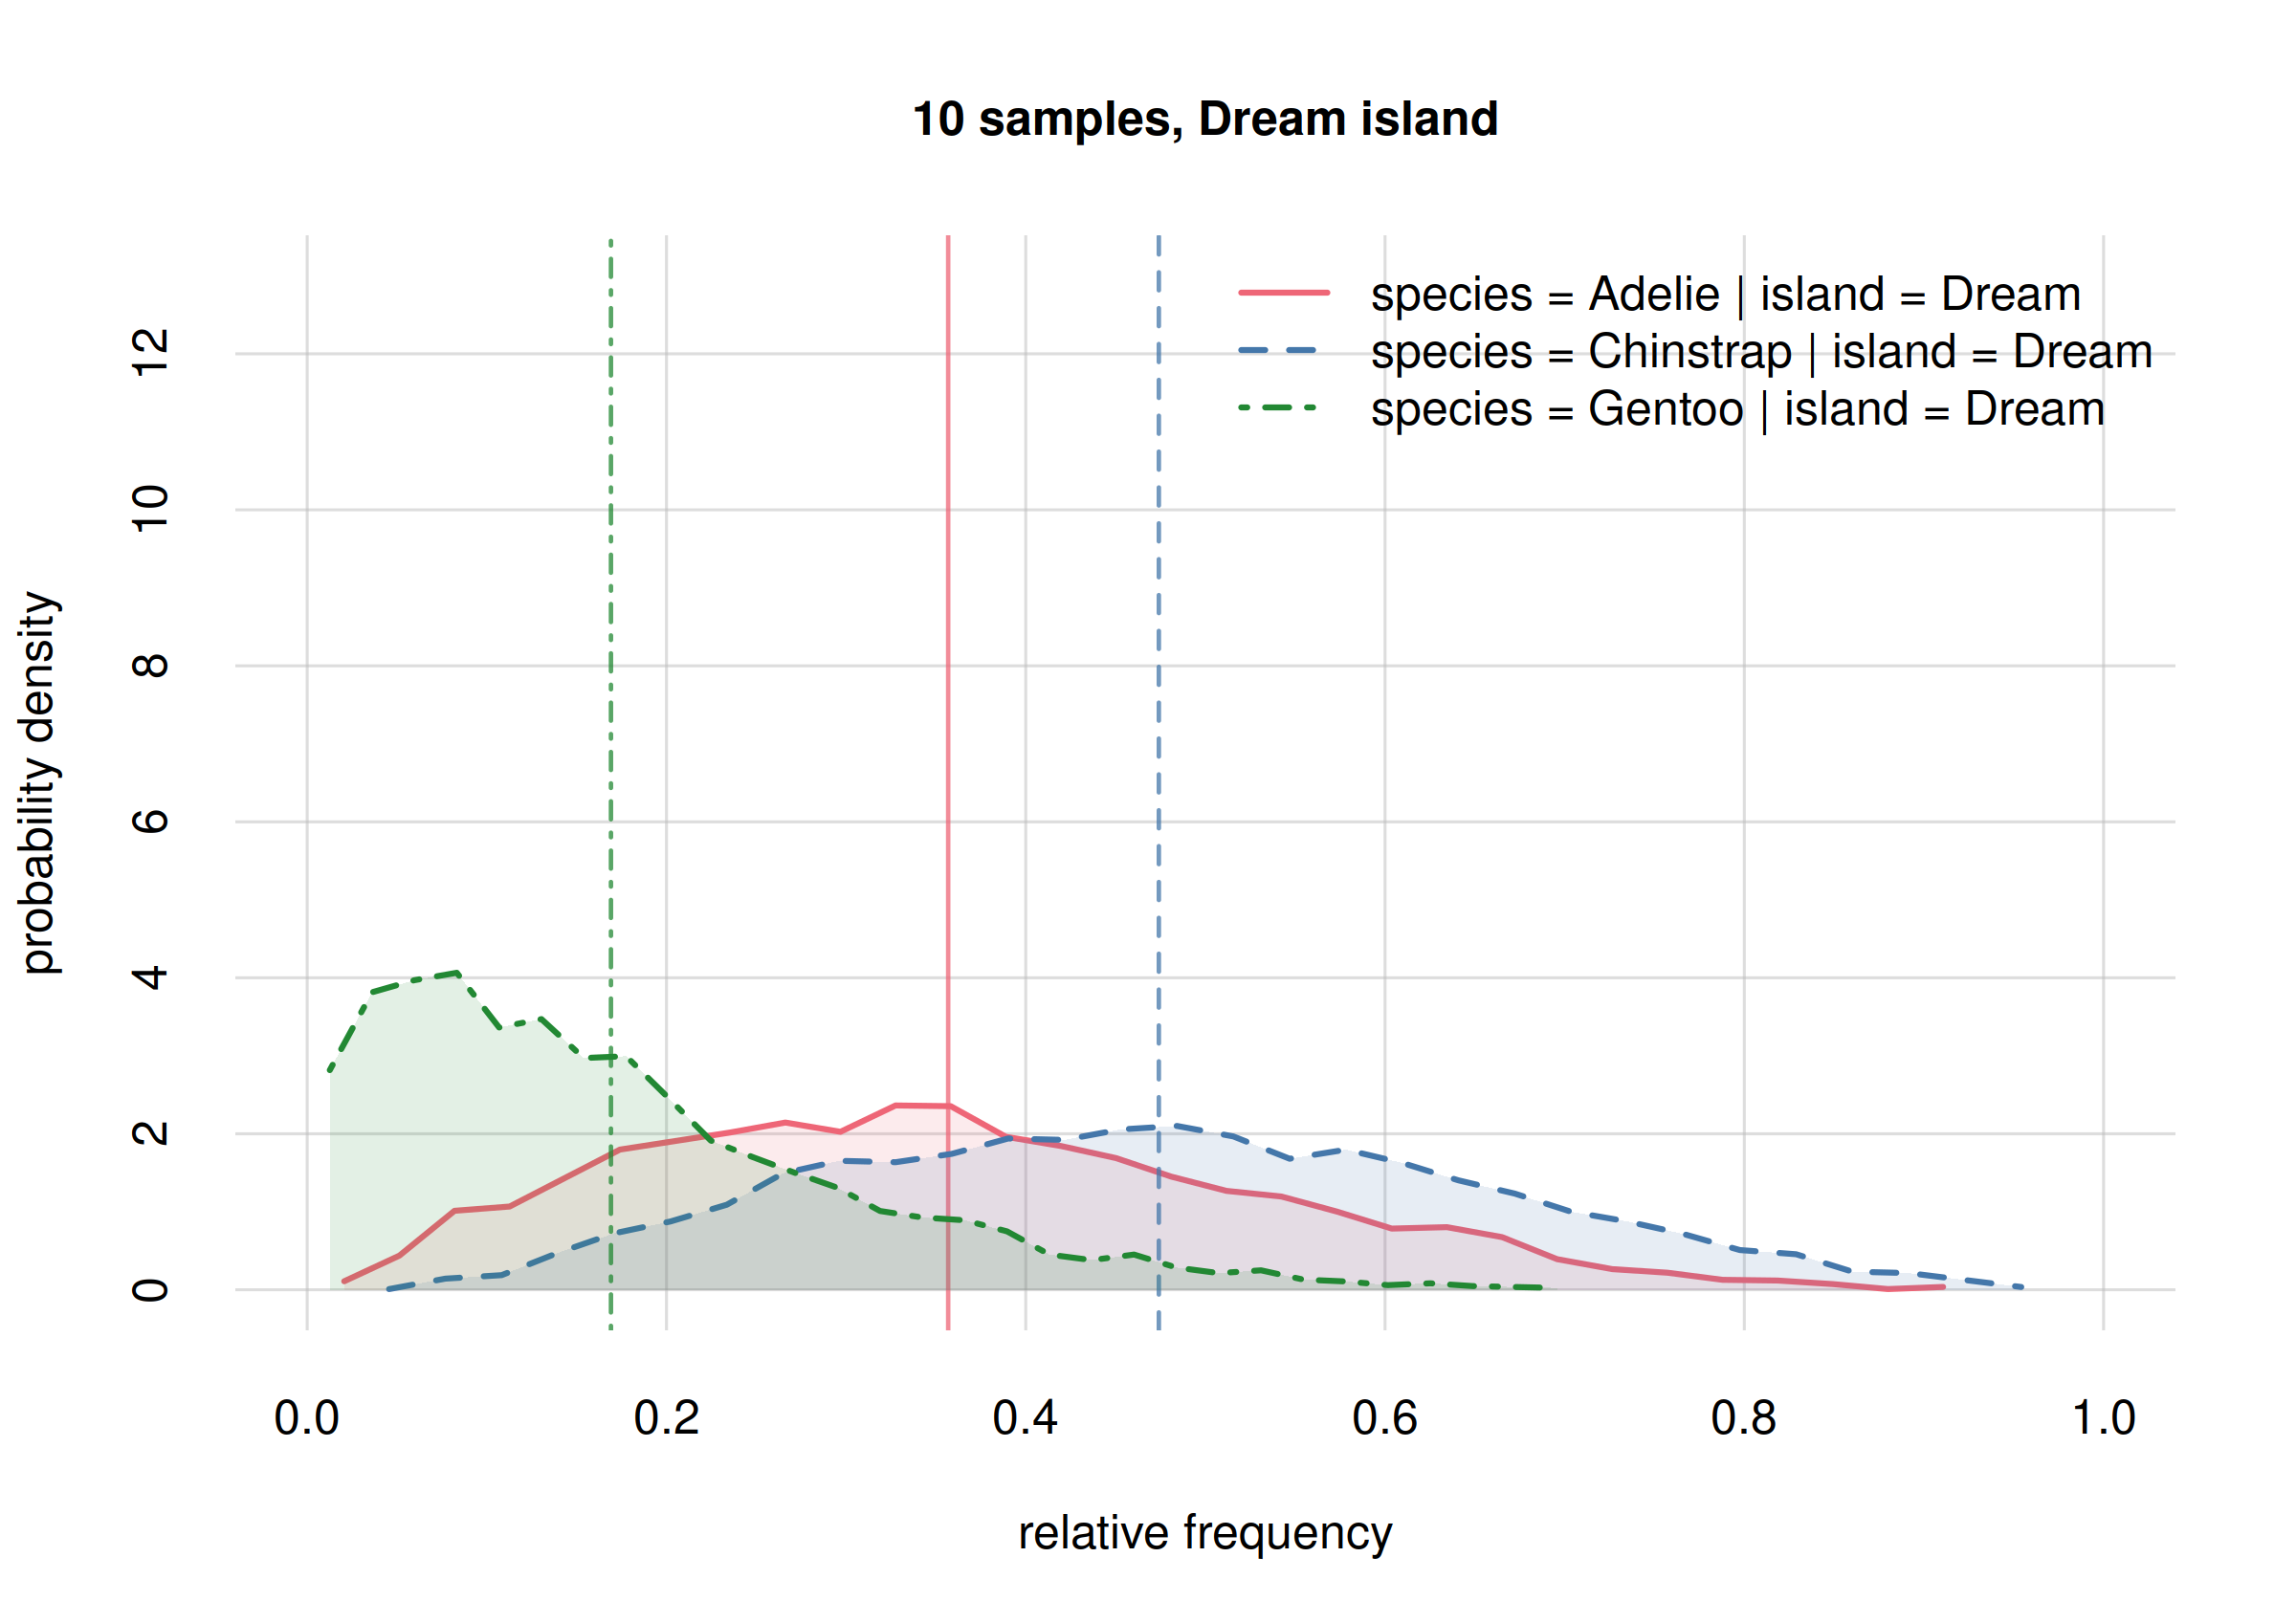 10 samples, Dream island
species = Adelie | island = Dream
species = Chinstrap | island = Dream
species = Gentoo | island = Dream
probability density
12
10
8
6
4
2
0
0.0 0.2 0.4 0.6 0.8 1.0
relative frequency